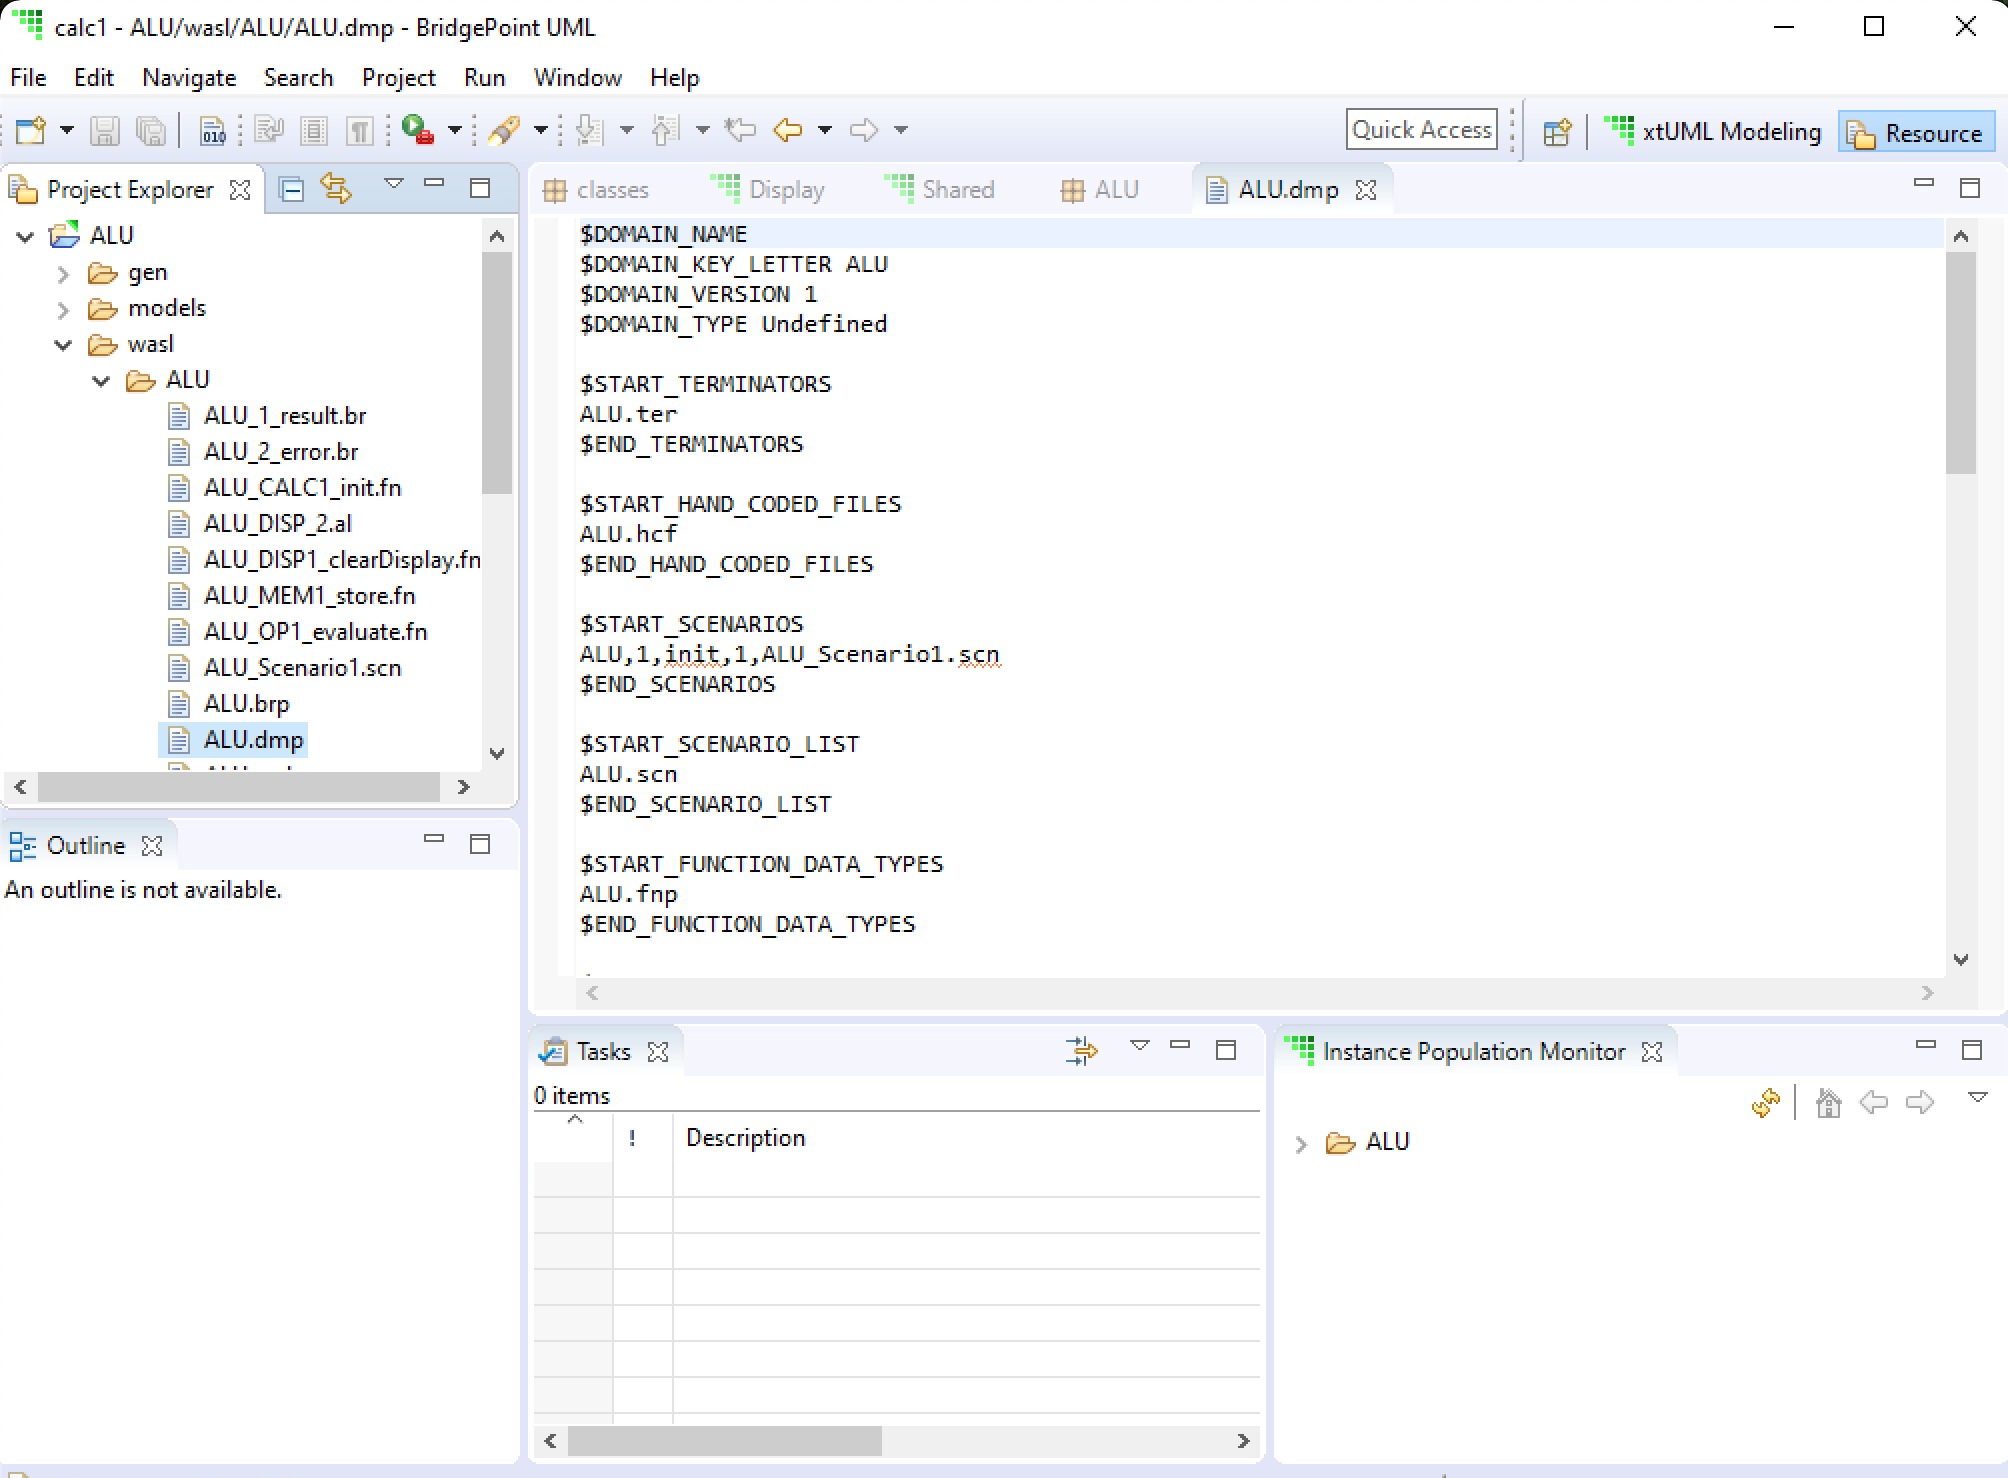 calc1 - ALU/wasl/ALU/ALU.dmp - BridgePoint UML
File Edit Navigate Search Project Run Window Help
010
Quick Access
xtUML Modeling
Resource
Project Explorer
ALU
gen
models
wasl
ALU
ALU_1_result.br
ALU_2_error.br
ALU_CALC1_init.fn
ALU_DISP_2.al
ALU_DISP1_clearDisplay.fn
ALU_MEM1_store.fn
ALU_OP1_evaluate.fn
ALU_Scenario1.scn
ALU.brp
ALU.dmp
Outline
An outline is not available.
classes Display Shared ALU ALU.dmp
$DOMAIN_NAME
$DOMAIN_KEY_LETTER ALU
$DOMAIN_VERSION 1
$DOMAIN_TYPE Undefined
$START_TERMINATORS
ALU.ter
$END_TERMINATORS
$START_HAND_CODED_FILES
ALU.hcf
$END_HAND_CODED_FILES
$START_SCENARIOS
ALU,1,init,1,ALU_Scenario1.scn
$END_SCENARIOS
$START_SCENARIO_LIST
ALU.scn
$END_SCENARIO_LIST
$START_FUNCTION_DATA_TYPES
ALU.fnp
$END_FUNCTION_DATA_TYPES
Tasks
0 items
! Description
Instance Population Monitor
ALU